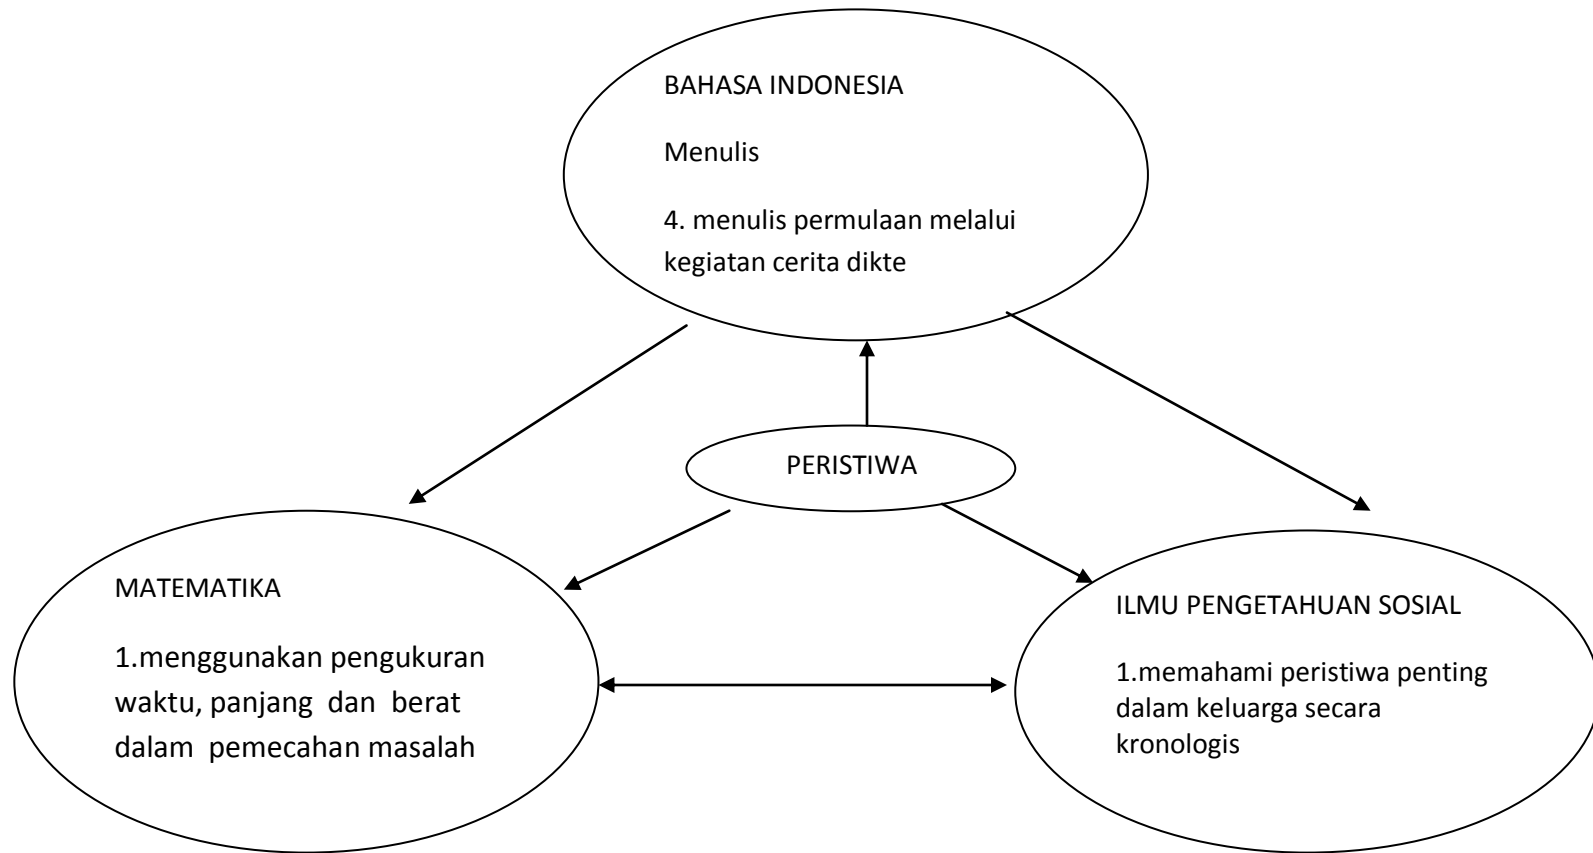 BAHASA INDONESIA
Menulis
4. menulis permulaan melalui
kegiatan cerita dikte
PERISTIWA
MATEMATIKA
1.menggunakan pengukuran
waktu, panjang dan berat
dalam pemecahan masalah
ILMU PENGETAHUAN SOSIAL
1.memahami peristiwa penting
dalam keluarga secara
kronologis